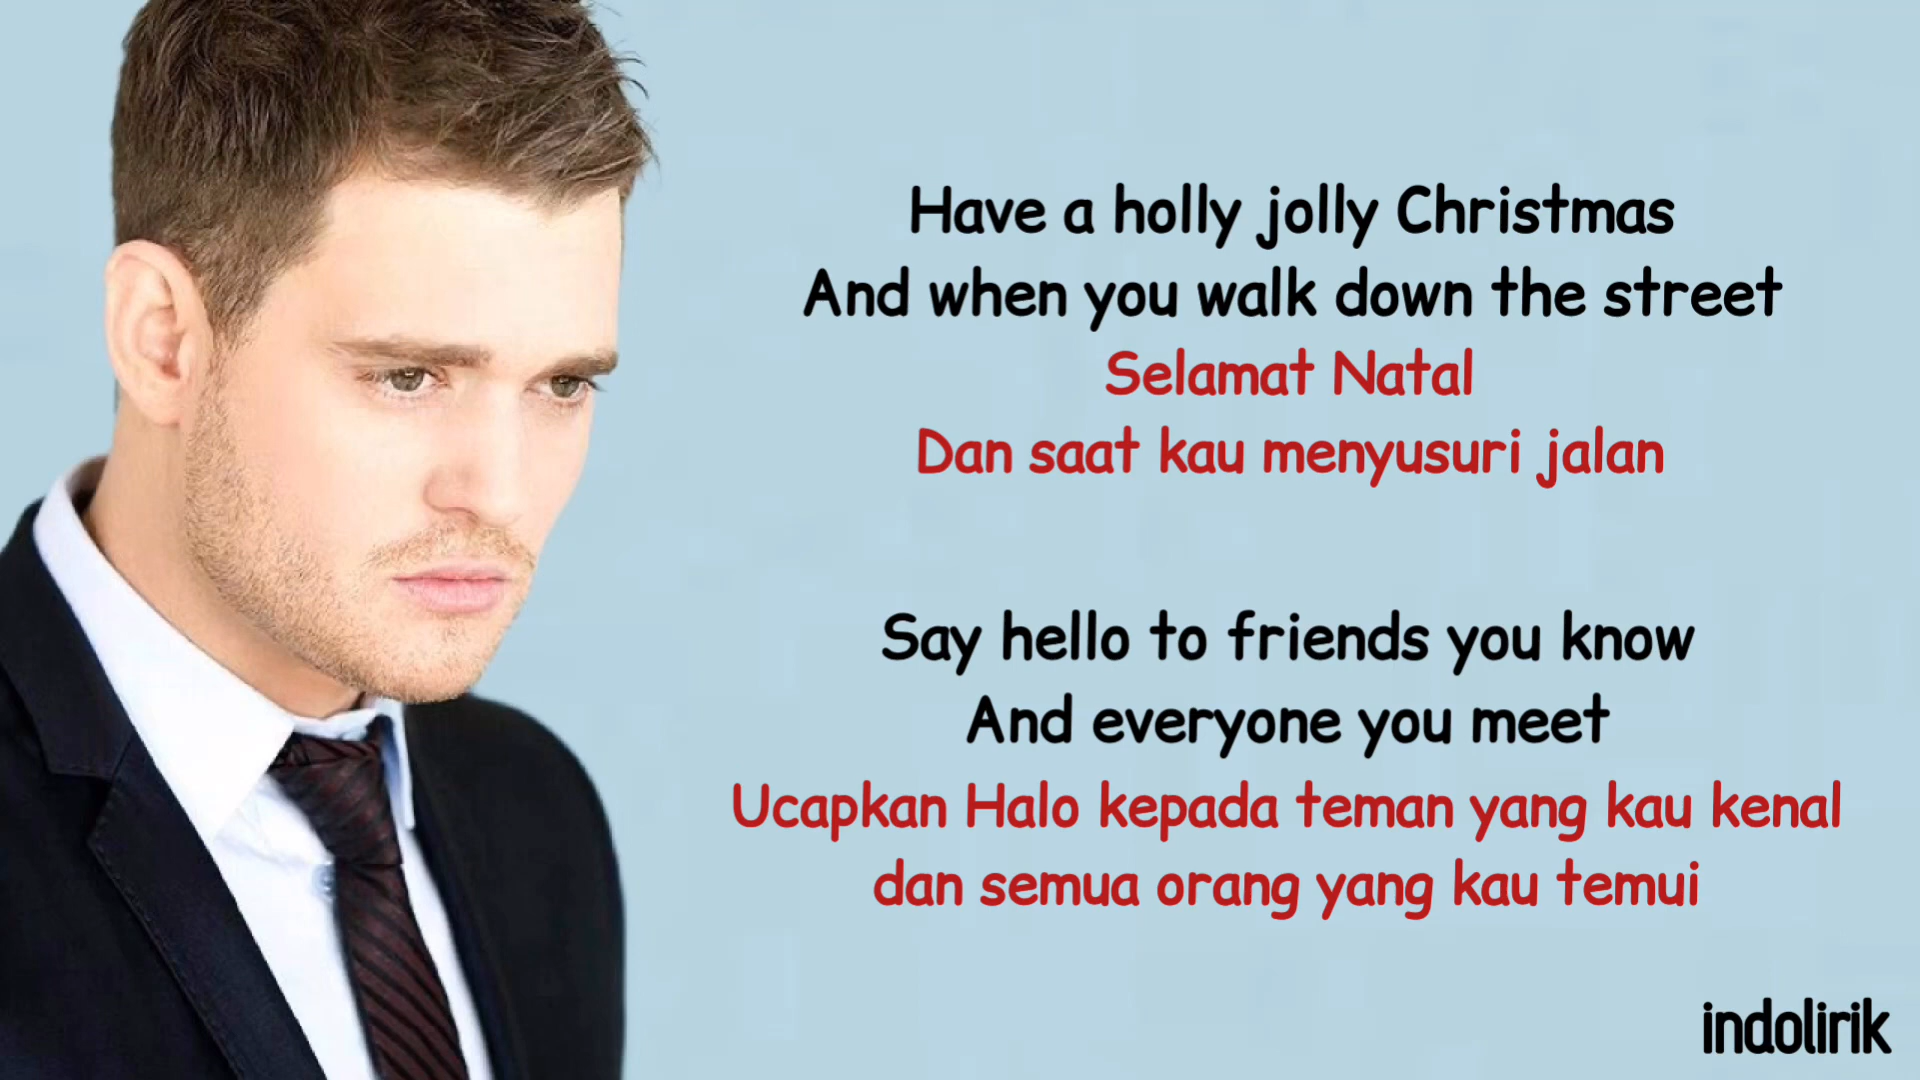 Have a holly jolly Christmas
And when you walk down the street
Selamat Natal
Dan saat kau menyusuri jalan
Say hello to friends you know
And everyone you meet
Ucapkan Halo kepada teman yang kau kenal
dan semua orang yang kau temui
indolirik